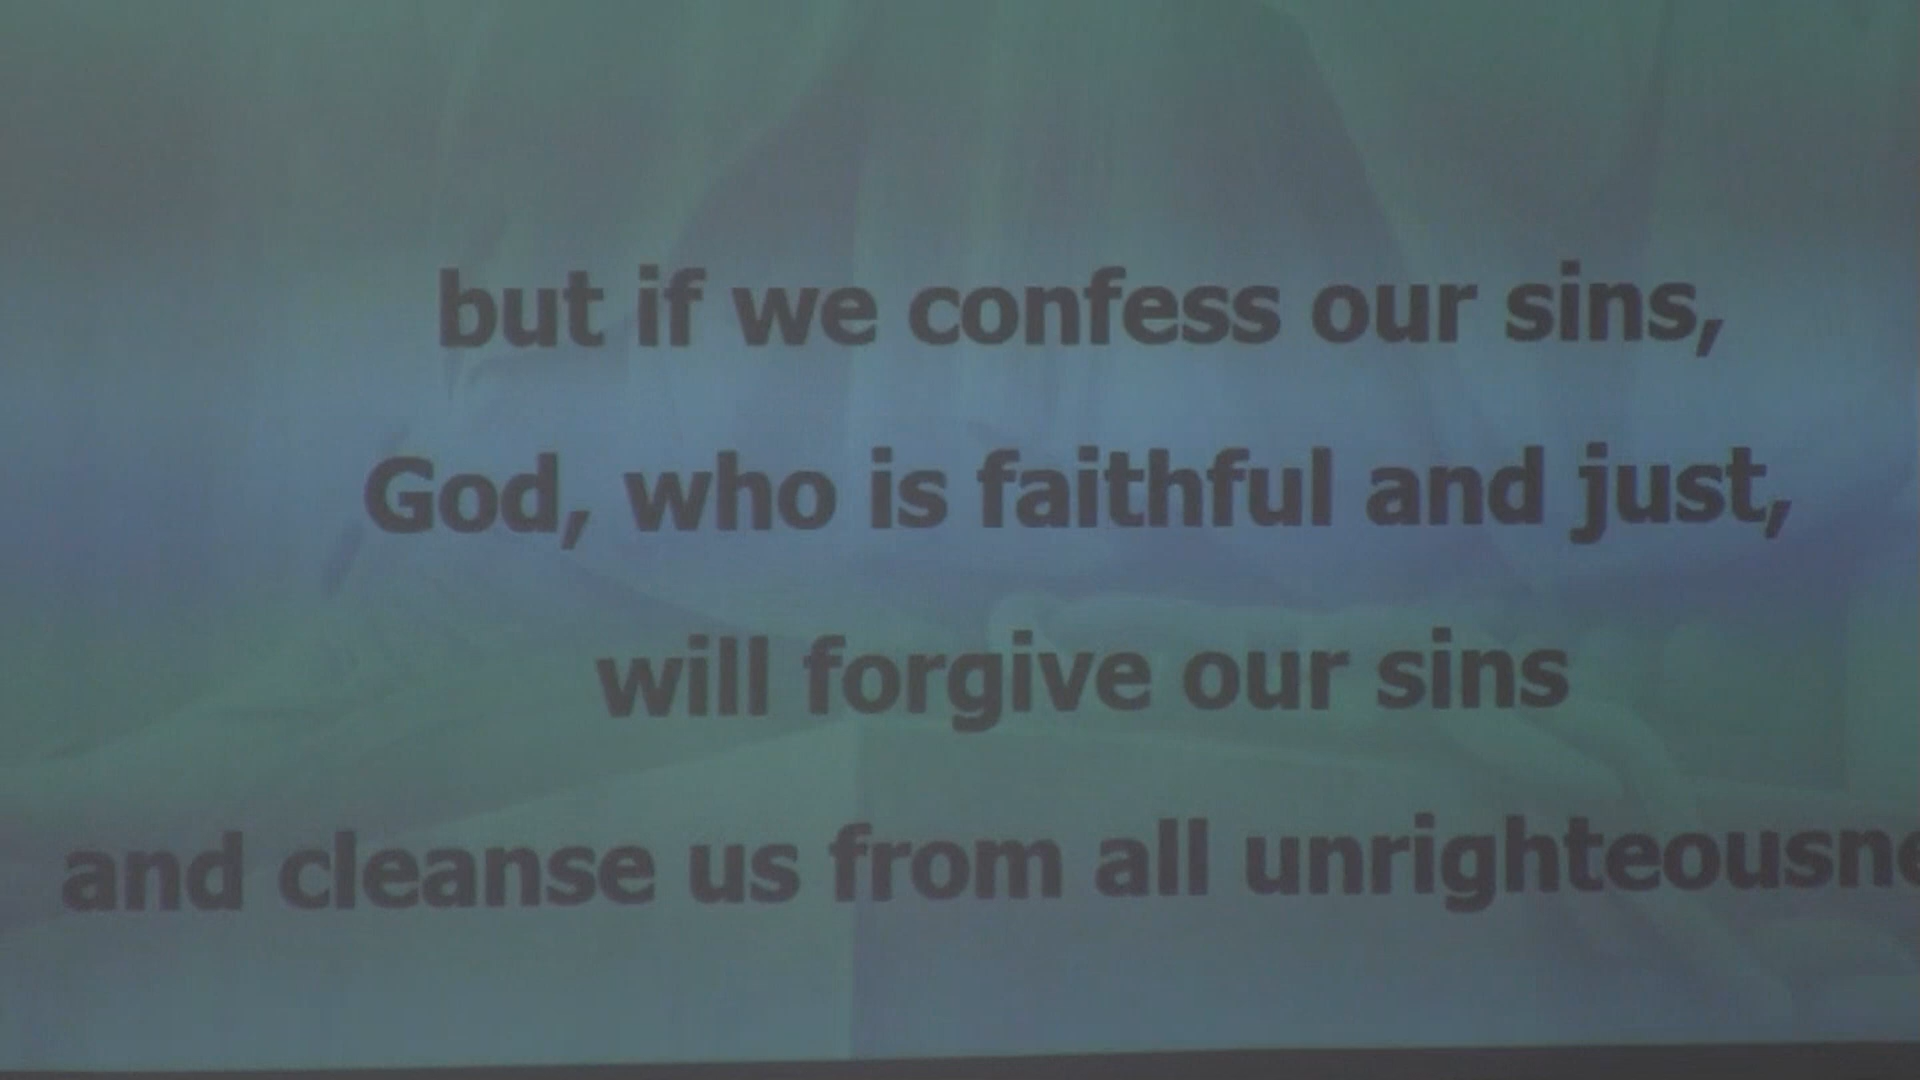 but if we confess our sins,
God, who is faithful and just,
will forgive our sins
and cleanse us from all unrighteousne